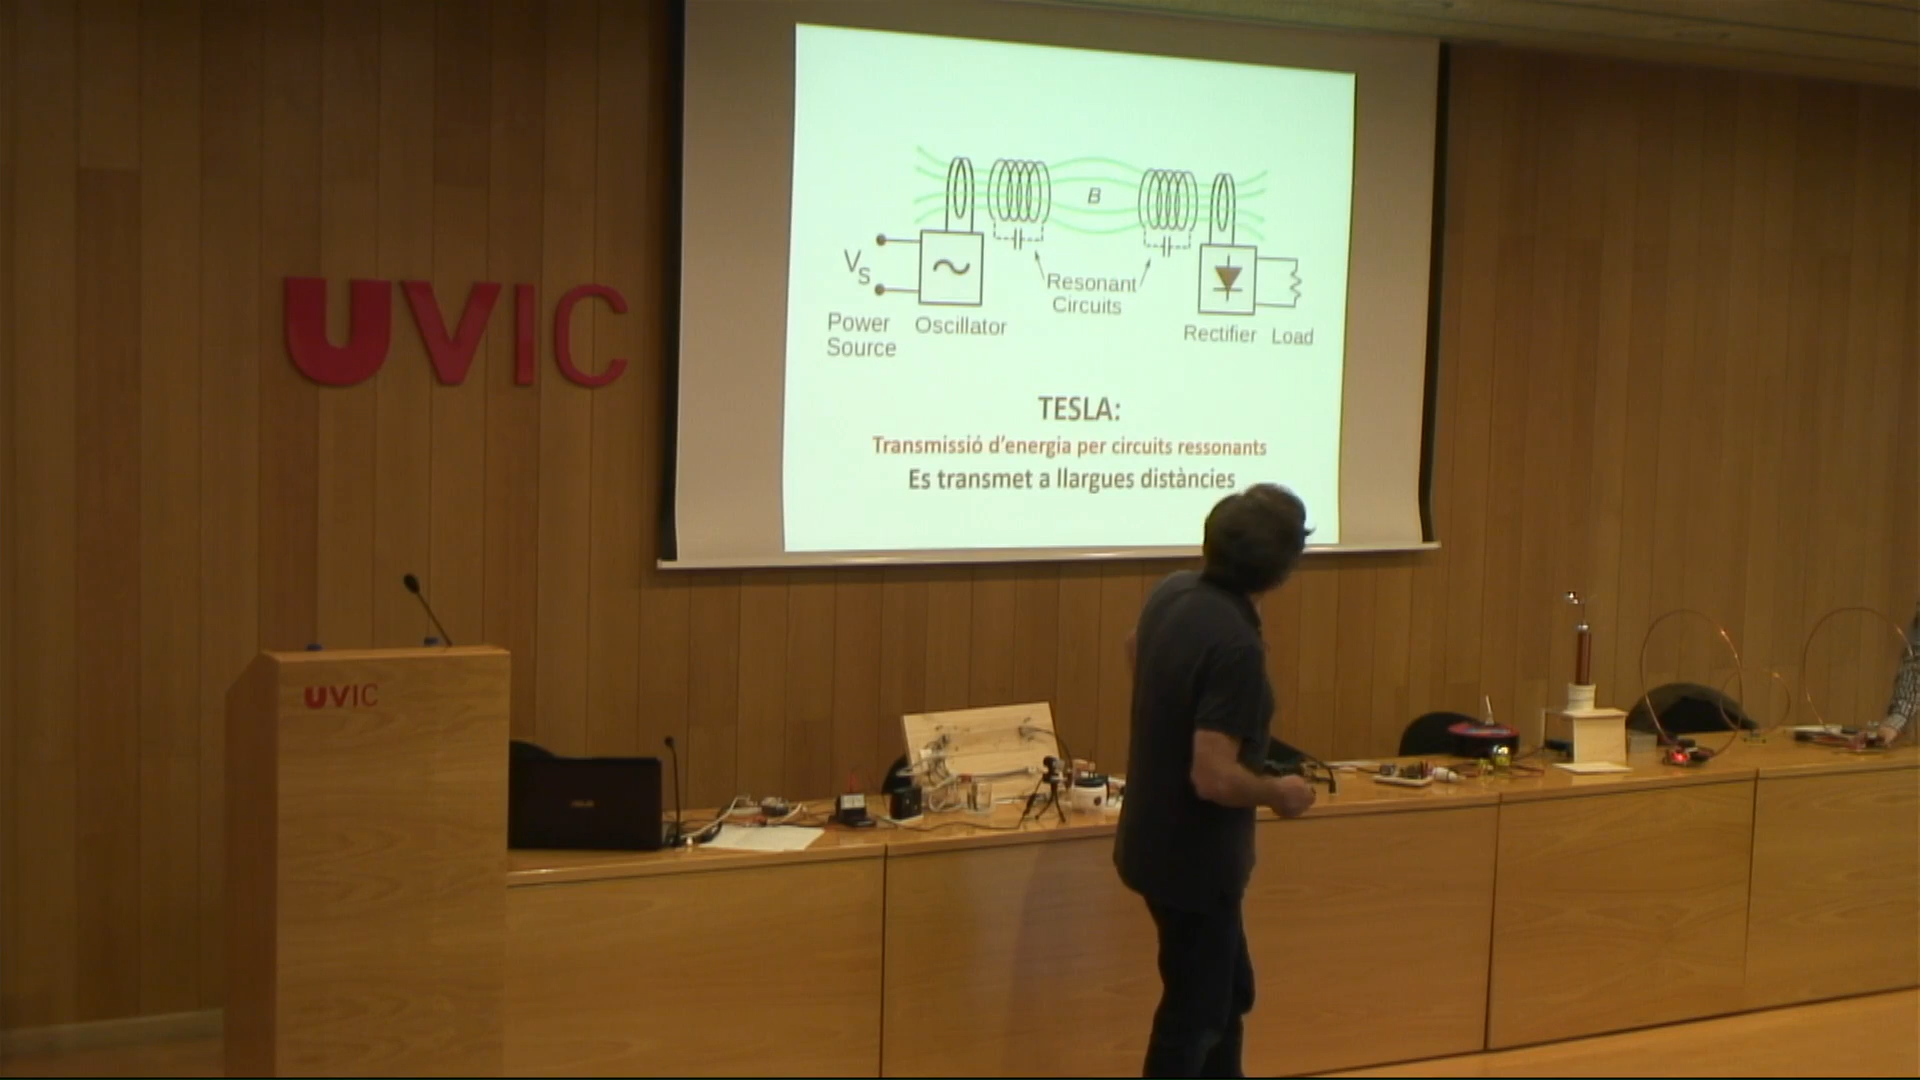 UVIC
B
VS
Resonant
Circuits
Power
Source
Oscillator
Rectifier
Load
TESLA:
Transmissió d'energia per circuits ressonants
Es transmet a llargues distàncies
UVIC